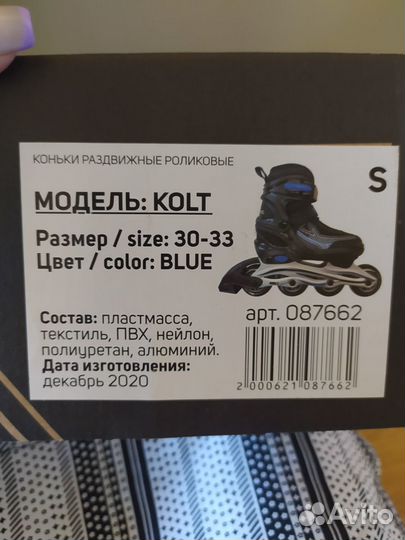 КОНЬКИ РАЗДВИЖНЫЕ РОЛИКОВЫЕ
S
МОДЕЛЬ: KOLT
Размер / size: 30-33
Цвет / color: BLUE
Состав: пластмасса,
текстиль, ПВХ, нейлон,
полиуретан, алюминий.
Дата изготовления:
декабрь 2020
арт. 087662
2 000621 087662
Avito